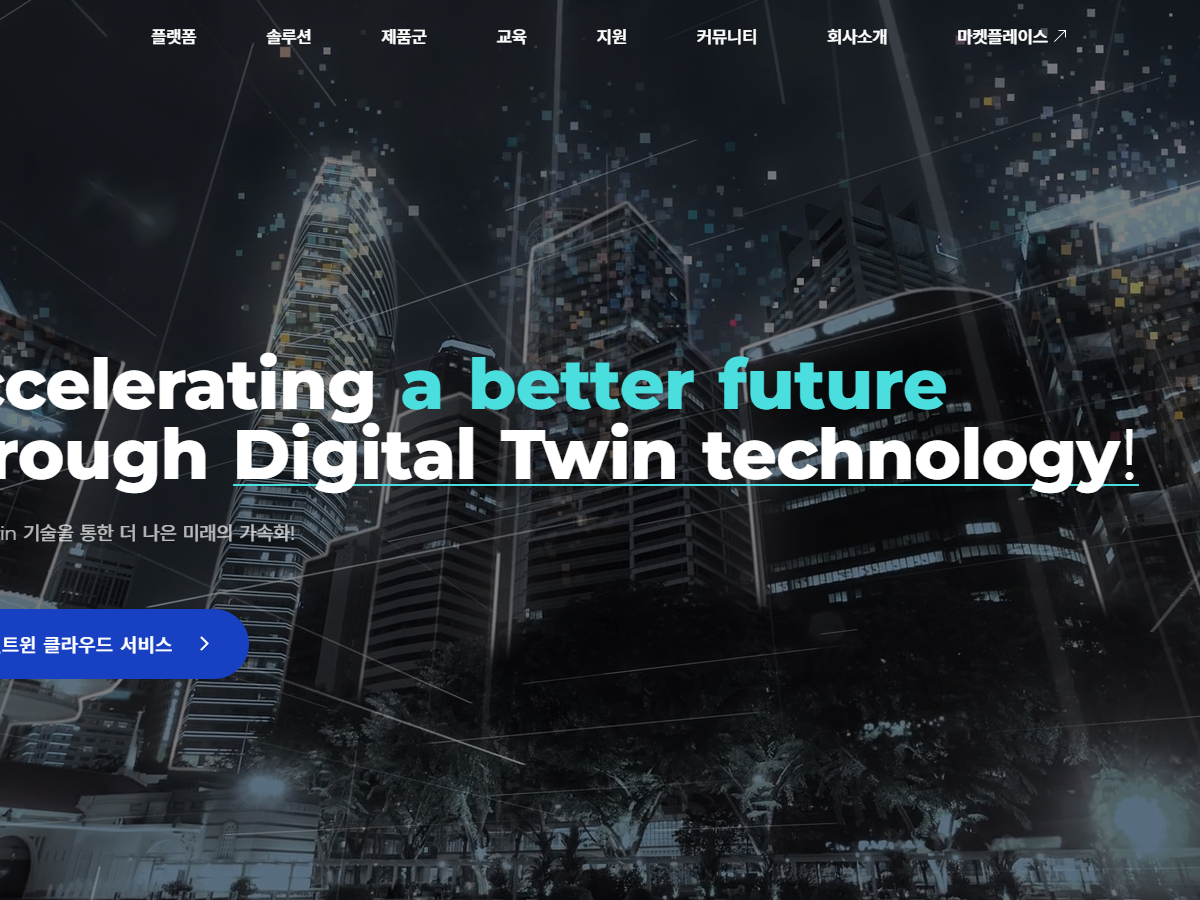 플랫폼 솔루션 제품군 교육 지원 커뮤니티 회사소개 마켓플레이스
ccelerating a better future
rough Digital Twin technology!
in 기술을 통한 더 나은 미래의 가속화!
트윈 클라우드 서비스